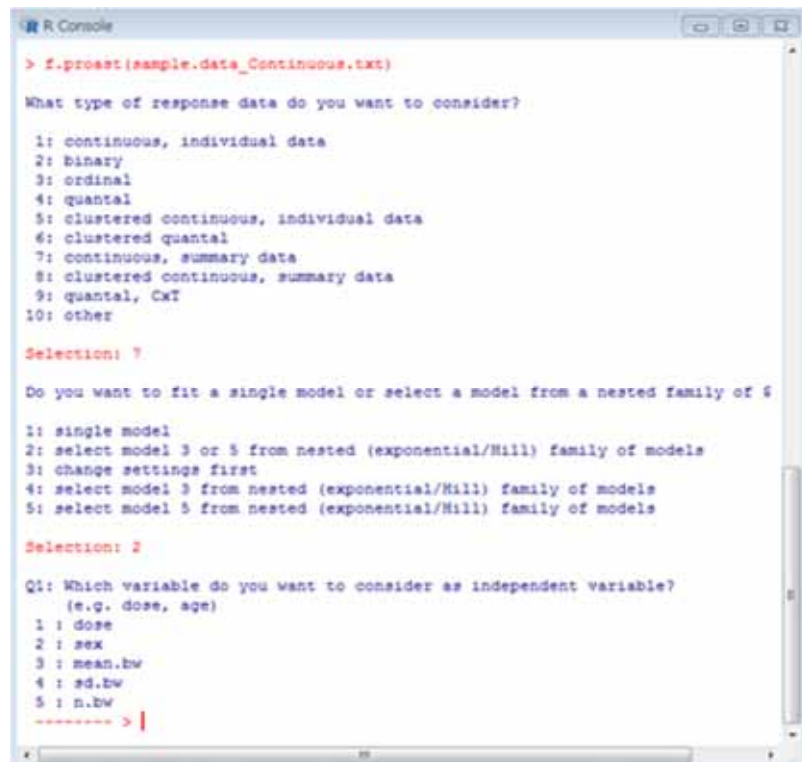 R Console
> f.proast(sample.data_Continuous.txt)
What type of response data do you want to consider?
1: continuous, individual data
2: binary
3: ordinal
4: quantal
5: clustered continuous, individual data
6: clustered quantal
7: continuous, summary data
8: clustered continuous, summary data
9: quantal, CxT
10: other
Selection: 7
Do you want to fit a single model or select a model from a nested family of
1: single model
2: select model 3 or 5 from nested (exponential/Hill) family of models
3: change settings first
4: select model 3 from nested (exponential/Hill) family of models
5: select model 5 from nested (exponential/Hill) family of models
Selection: 2
Q1: Which variable do you want to consider as independent variable?
(e.g. dose, age)
1 : dose
2 : sex
3 : mean.bw
4 : sd.bw
5 : n.bw
-------- >